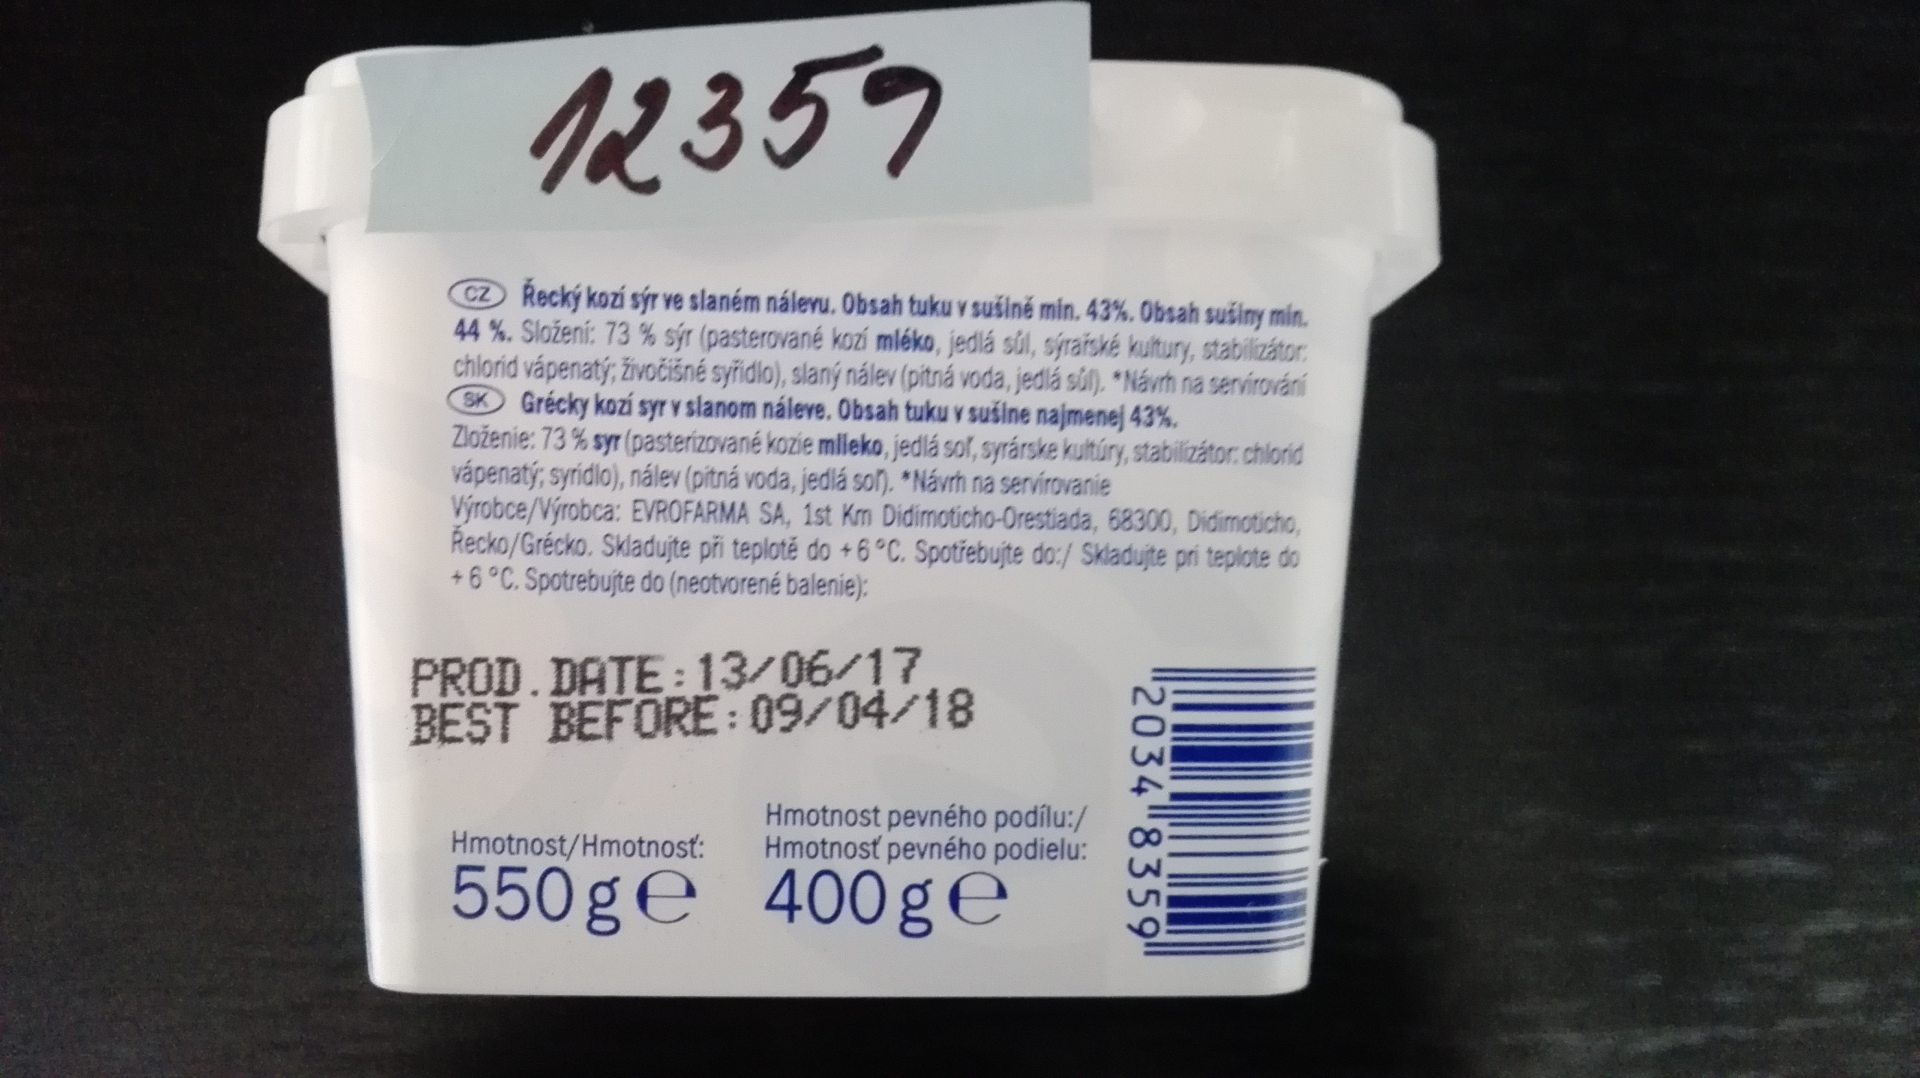 12359
CZ Řecký kozí sýr ve slaném nálevu. Obsah tuku v sušině min. 43%. Obsah sušiny min.
44 %. Složení: 73 % sýr (pasterované kozí mléko, jedlá sůl, sýrařské kultury, stabilizátor:
chlorid vápenatý; živočišné syřidlo), slaný nálev (pitná voda, jedlá sůl). *Návrh na servírování
SK Grécky kozí syr v slanom náleve. Obsah tuku v sušine najmenej 43%.
Zloženie: 73 % syr (pasterizované kozie mlieko, jedlá soľ, syrárske kultúry, stabilizátor: chlorid
vápenatý; syridlo), nálev (pitná voda, jedlá soľ). *Návrh na servírovanie
Výrobce/Výrobca: EVROFARMA SA, 1st Km Didimoticho-Orestiada, 68300, Didimoticho,
Řecko/Grécko. Skladujte při teplotě do +6 °C. Spotřebujte do:/ Skladujte pri teplote do
+6 °C. Spotrebujte do (neotvorené balenie):
PROD.DATE:13/06/17
BEST BEFORE:09/04/18
Hmotnost/Hmotnosť:
550 g e
Hmotnost pevného podílu:/
Hmotnosť pevného podielu:
400 g e
2034 8359